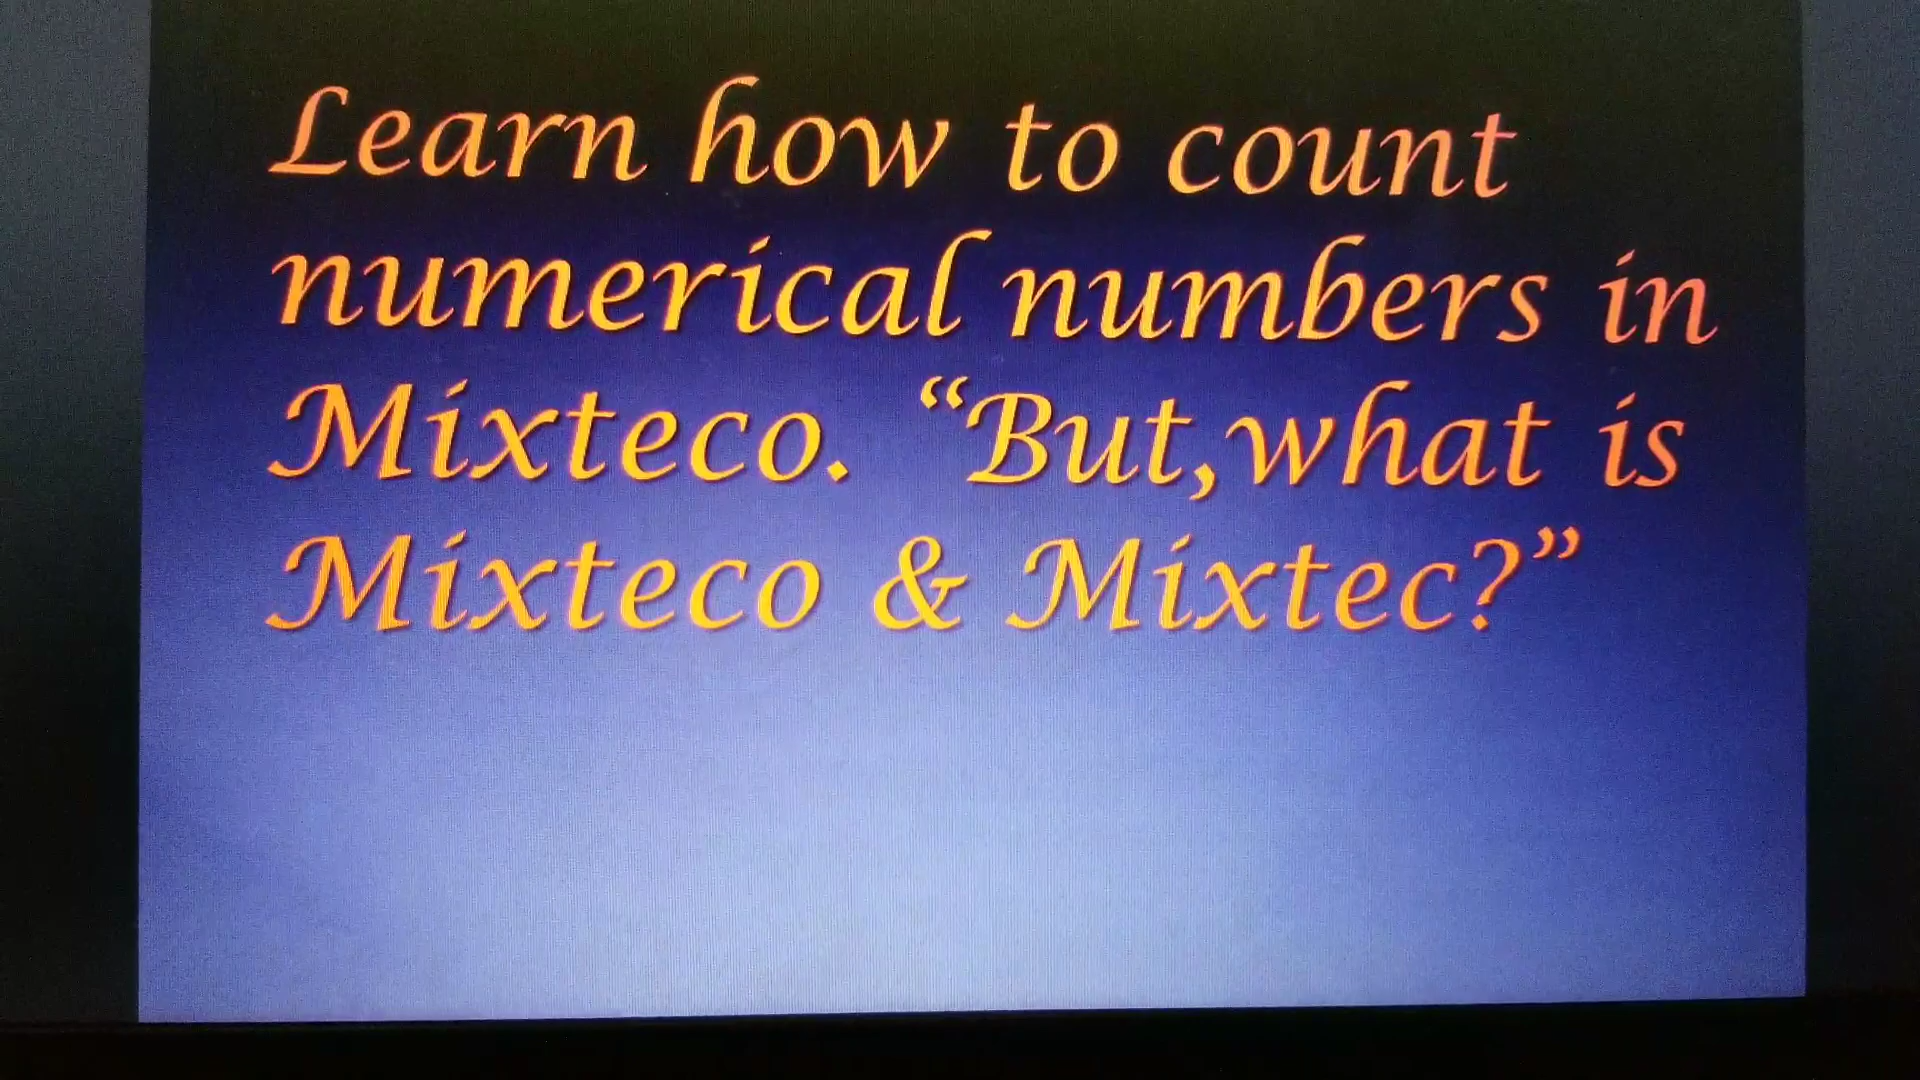 Learn how to count
numerical numbers in
Mixteco. “But,what is
Mixteco & Mixtec?”